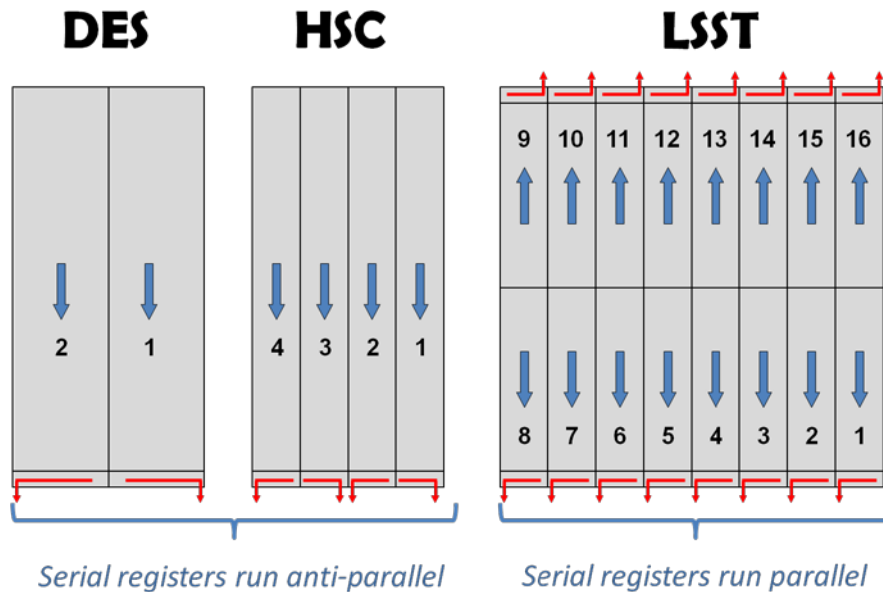 DES HSC LSST
9 10 11 12 13 14 15 16
2 1 4 3 2 1
8 7 6 5 4 3 2 1
Serial registers run anti-parallel Serial registers run parallel